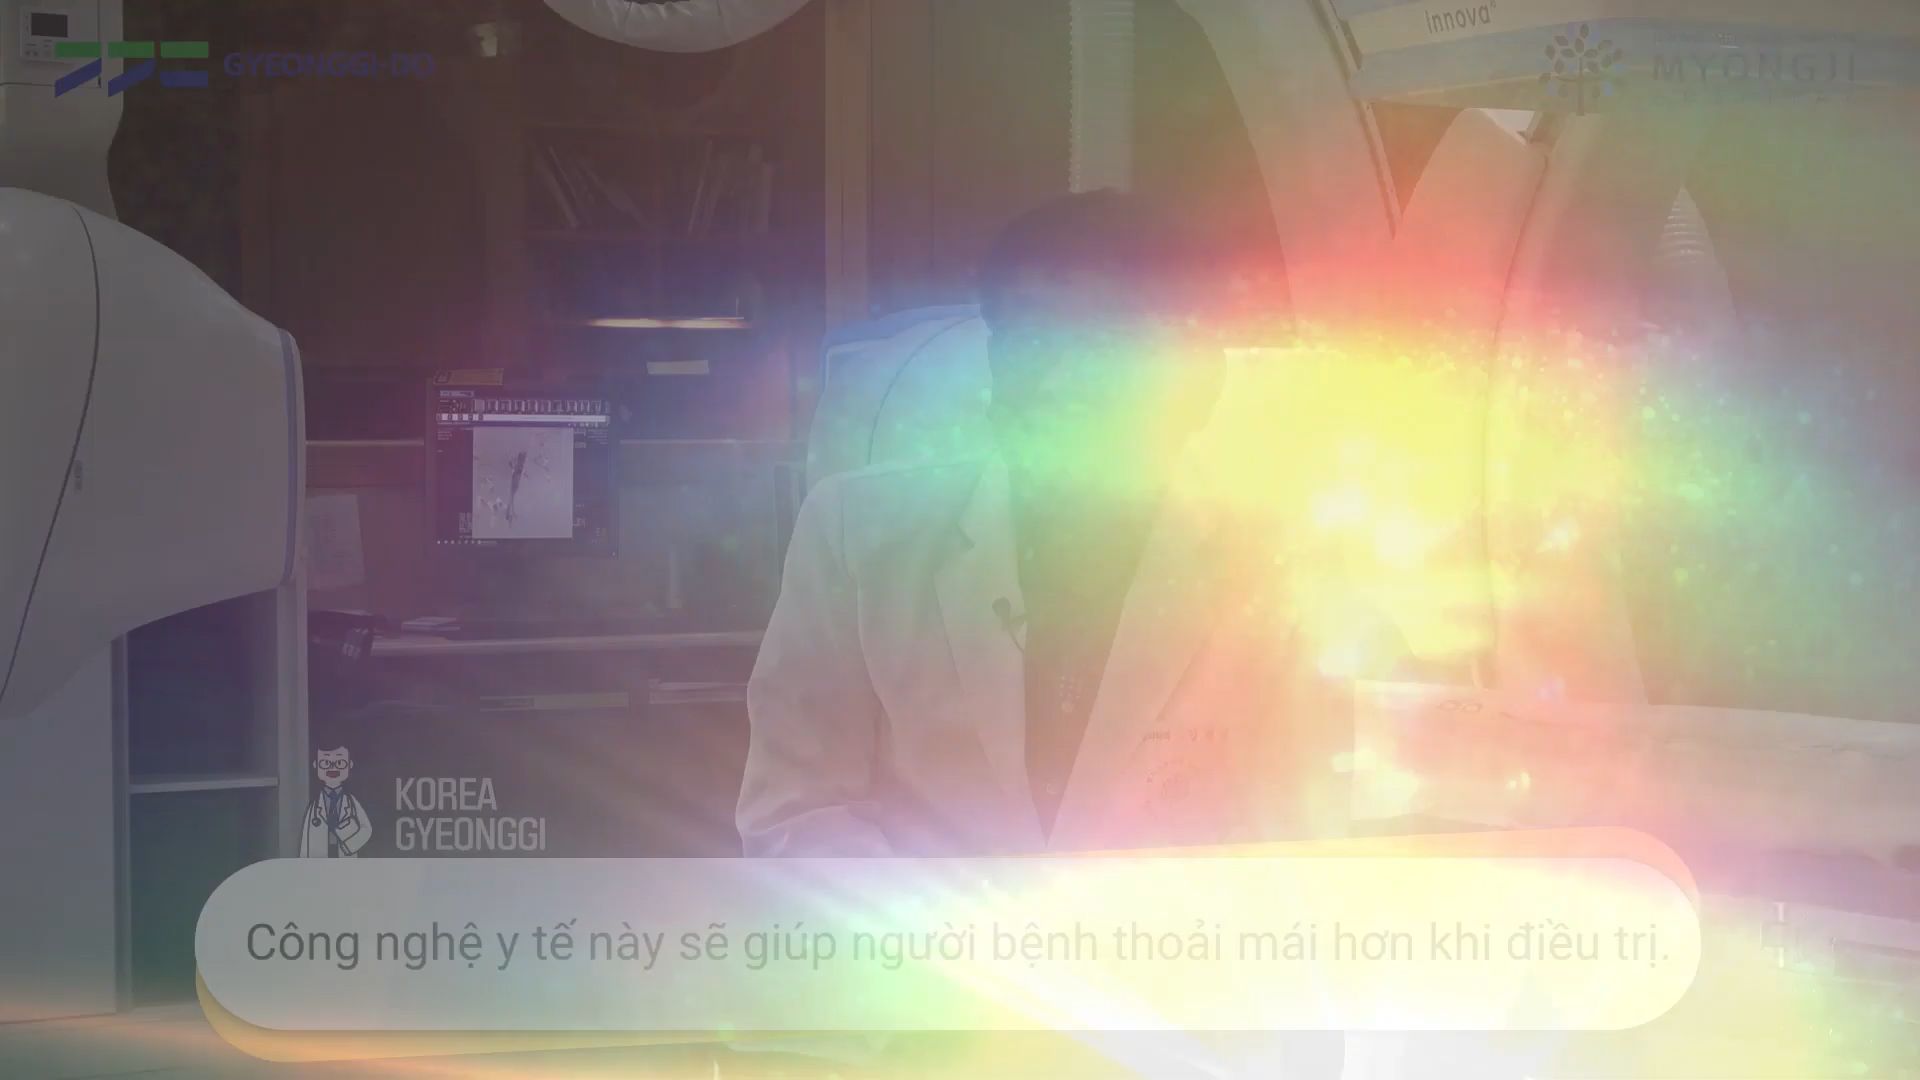 innova
GYEONGGI-DO
MYONGJI
KOREA
GYEONGGI
Công nghệ y tế này sẽ giúp người bệnh thoải mái hơn khi điều trị.